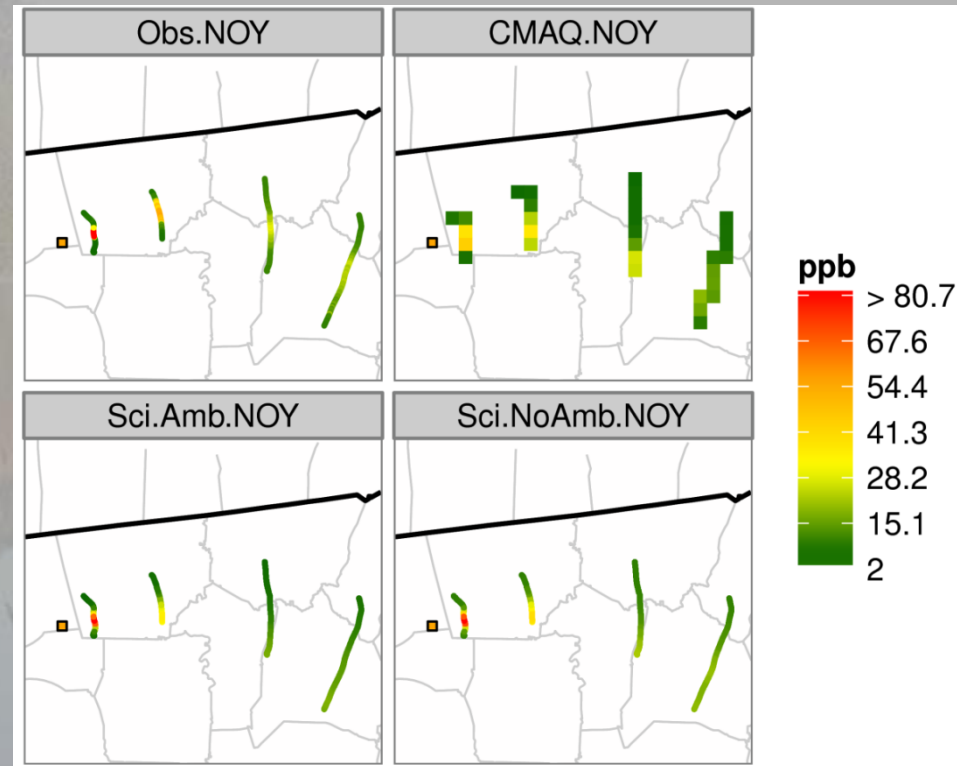 Obs.NOY
CMAQ.NOY
Sci.Amb.NOY
Sci.NoAmb.NOY
ppb
> 80.7
67.6
54.4
41.3
28.2
15.1
2